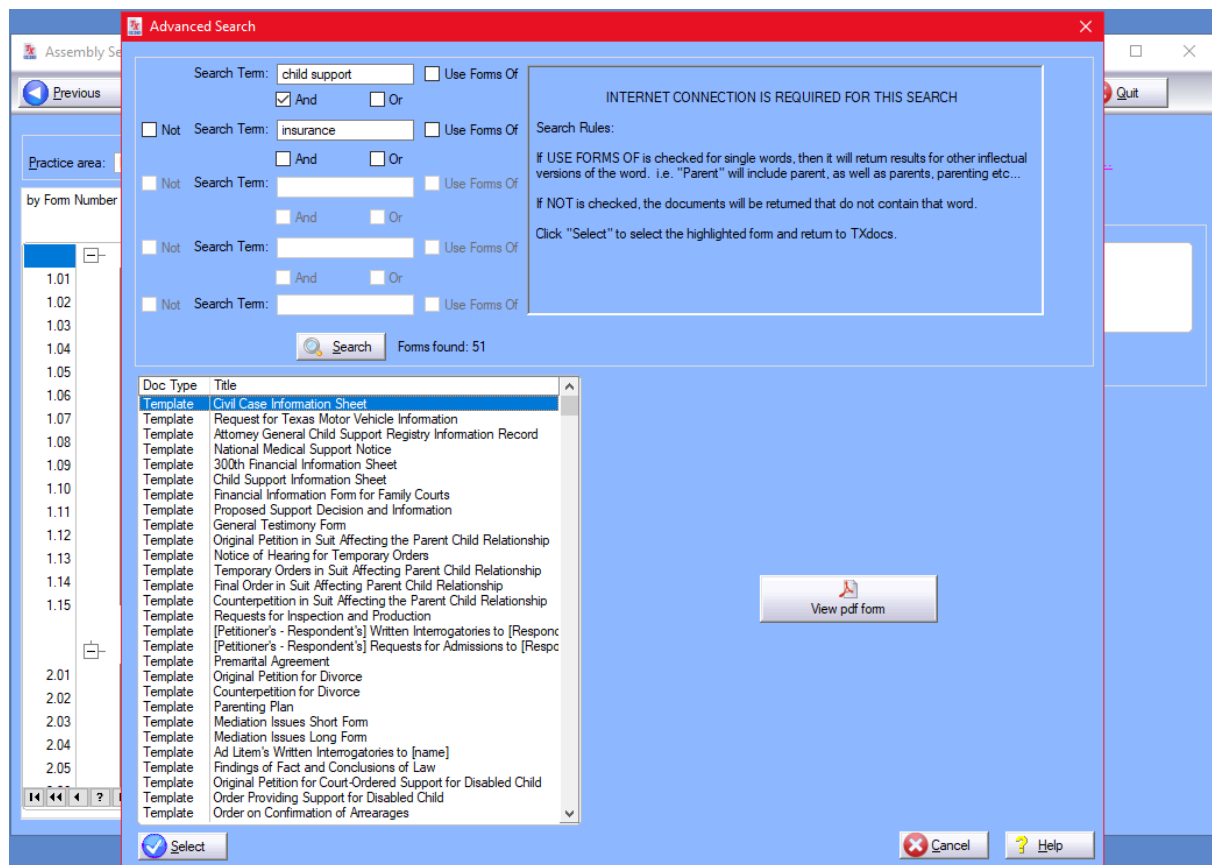 Advanced Search
Assembly Se
Previous
Quit
Practice area:
by Form Number
1.01
1.02
1.03
1.04
1.05
1.06
1.07
1.08
1.09
1.10
1.11
1.12
1.13
1.14
1.15
2.01
2.02
2.03
2.04
2.05
Search Term: child support Use Forms Of
And Or
Not Search Term: insurance Use Forms Of
And Or
Not Search Term: Use Forms Of
And Or
Not Search Term: Use Forms Of
And Or
Not Search Term: Use Forms Of
Search Forms found: 51
INTERNET CONNECTION IS REQUIRED FOR THIS SEARCH
Search Rules:
If USE FORMS OF is checked for single words, then it will return results for other inflectual
versions of the word. i.e. "Parent" will include parent, as well as parents, parenting etc...
If NOT is checked, the documents will be returned that do not contain that word.
Click "Select" to select the highlighted form and return to TXdocs.
Doc Type Title
Template Civil Case Information Sheet
Template Request for Texas Motor Vehicle Information
Template Attorney General Child Support Registry Information Record
Template National Medical Support Notice
Template 300th Financial Information Sheet
Template Child Support Information Sheet
Template Financial Information Form for Family Courts
Template Proposed Support Decision and Information
Template General Testimony Form
Template Original Petition in Suit Affecting the Parent Child Relationship
Template Notice of Hearing for Temporary Orders
Template Temporary Orders in Suit Affecting Parent Child Relationship
Template Final Order in Suit Affecting Parent Child Relationship
Template Counterpetition in Suit Affecting the Parent Child Relationship
Template Requests for Inspection and Production
Template [Petitioner's - Respondent's] Written Interrogatories to [Respond
Template [Petitioner's - Respondent's] Requests for Admissions to [Respc
Template Premarital Agreement
Template Original Petition for Divorce
Template Counterpetition for Divorce
Template Parenting Plan
Template Mediation Issues Short Form
Template Mediation Issues Long Form
Template Ad Litem's Written Interrogatories to [name]
Template Findings of Fact and Conclusions of Law
Template Original Petition for Court-Ordered Support for Disabled Child
Template Order Providing Support for Disabled Child
Template Order on Confirmation of Arrearages
View pdf form
Select
Cancel
Help